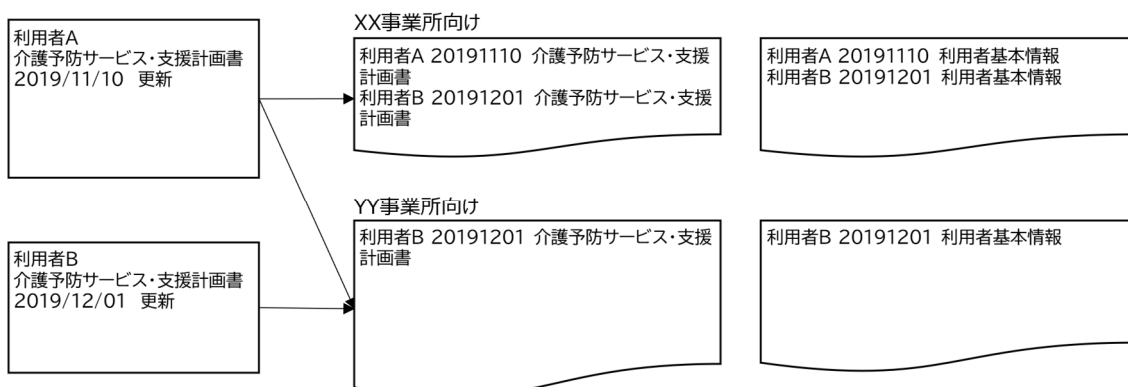 利用者A
介護予防サービス・支援計画書
2019/11/10 更新
XX事業所向け
利用者A 20191110 介護予防サービス・支援
計画書
利用者B 20191201 介護予防サービス・支援
計画書
利用者A 20191110 利用者基本情報
利用者B 20191201 利用者基本情報
利用者B
介護予防サービス・支援計画書
2019/12/01 更新
YY事業所向け
利用者B 20191201 介護予防サービス・支援
計画書
利用者B 20191201 利用者基本情報